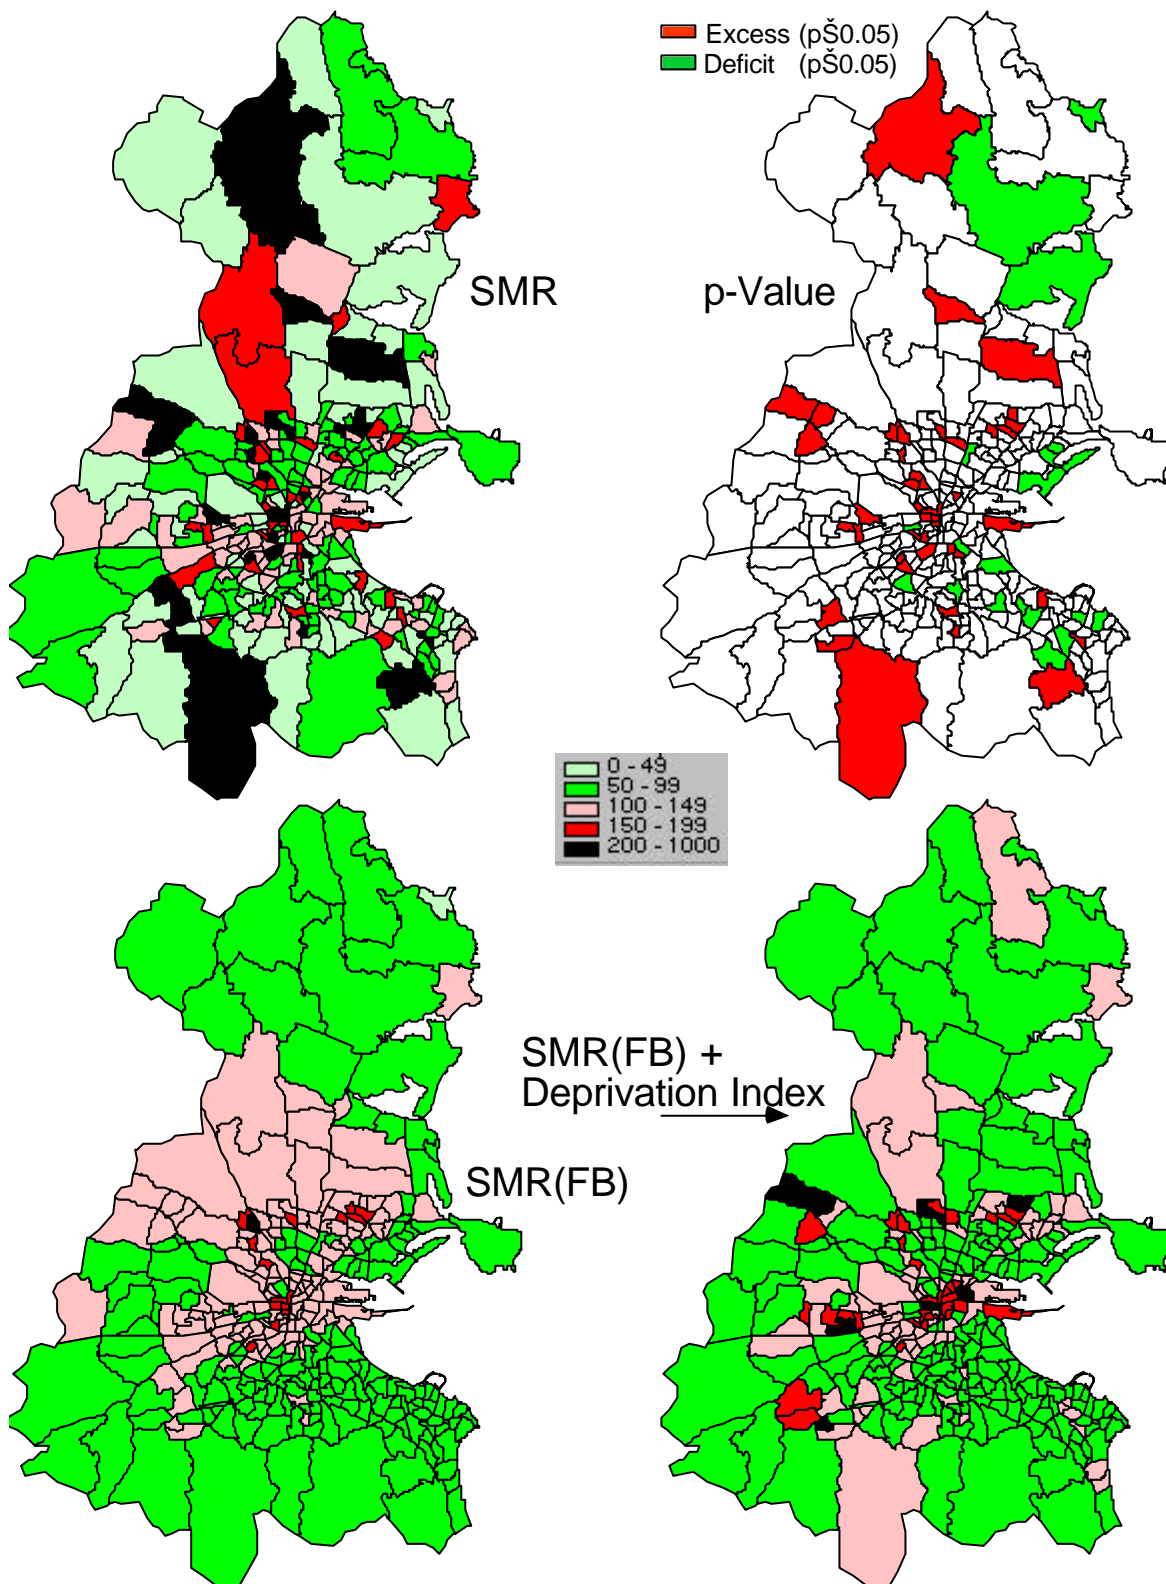 Excess (pŠ0.05)
Deficit (pŠ0.05)
SMR
p-Value
0 - 49
50 - 99
100 - 149
150 - 199
200 - 1000
SMR(FB) +
Deprivation Index
SMR(FB)